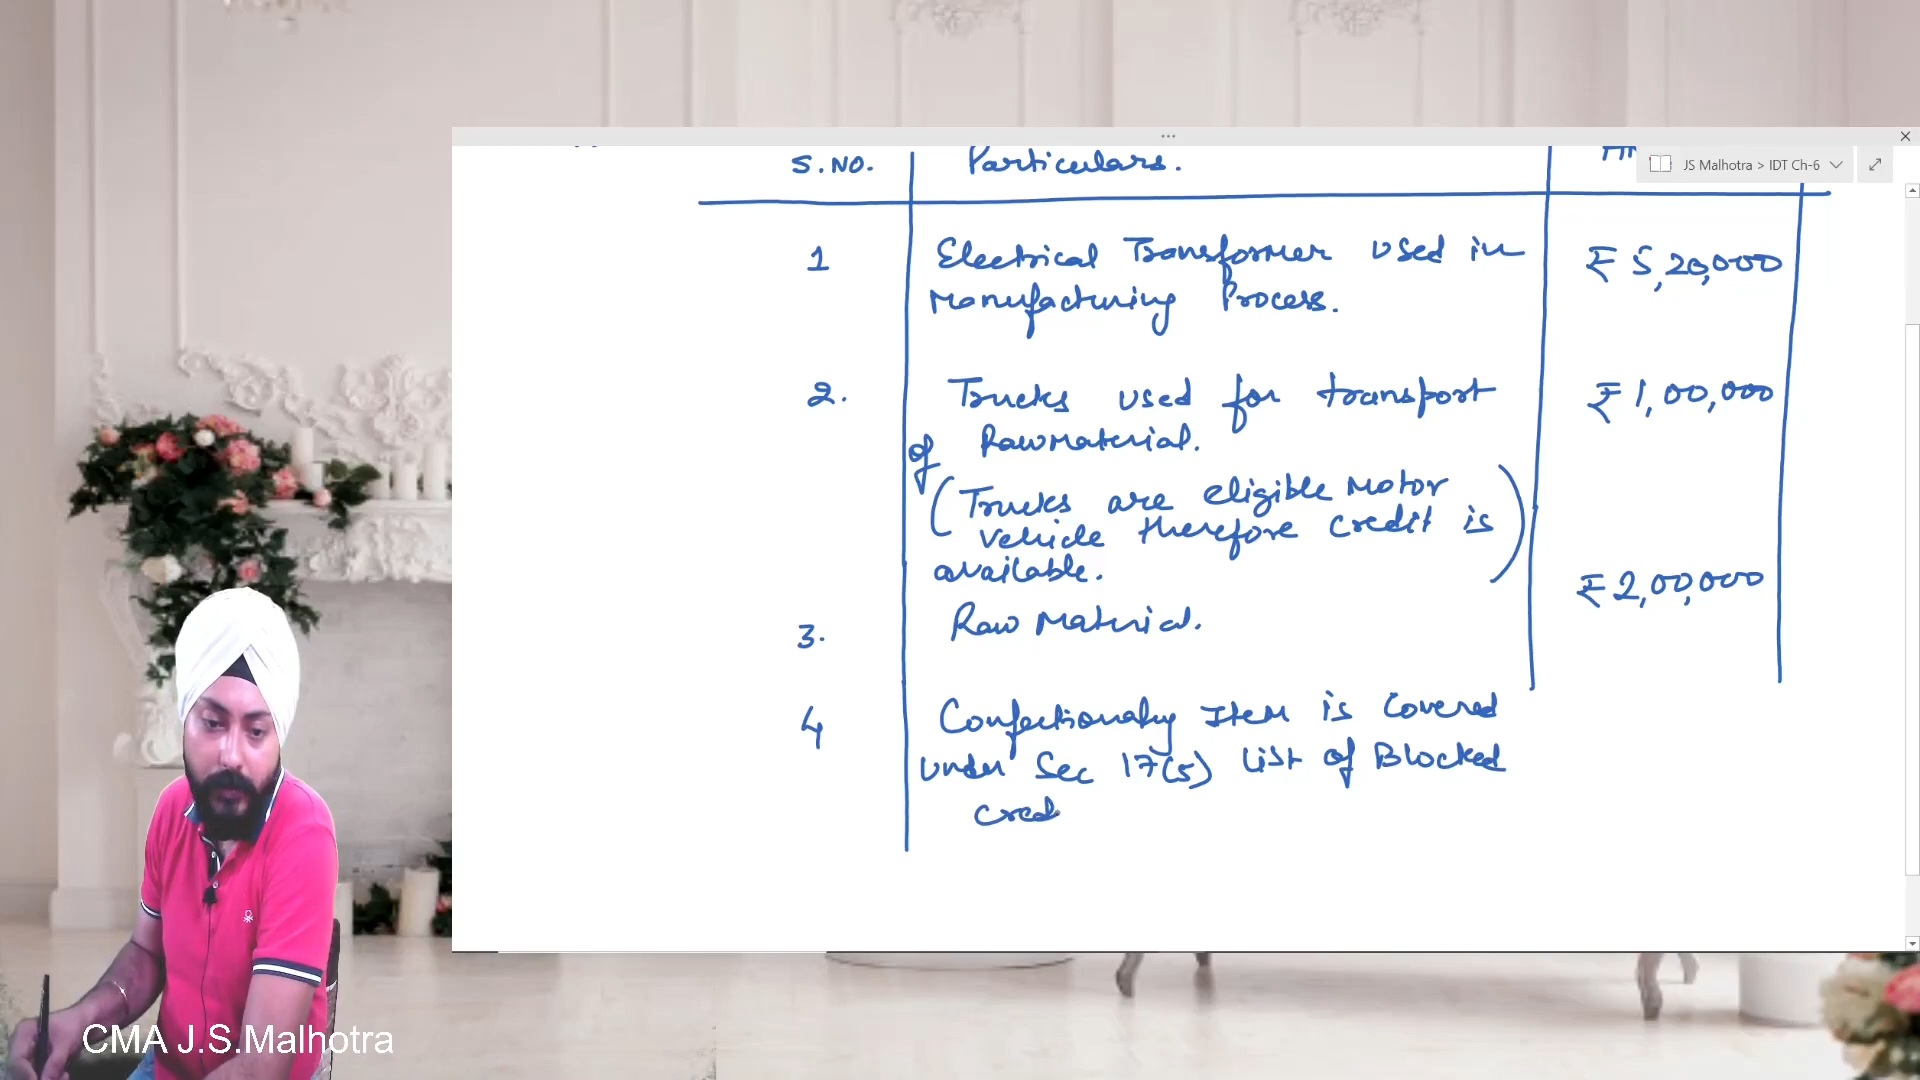 S.NO. Particulars.
JS Malhotra > IDT Ch-6
1 Electrical Transformer used in ₹ 5,20,000
Manufacturing Process.
2. Trucks used for transport ₹ 1,00,000
of Raw Material.
(Trucks are eligible Motor
vehicle therefore credit is)
available.
₹ 2,00,000
3. Raw Material.
4 Confectionary Item is covered
under Sec 17(5) list of Blocked
cred
CMA J.S.Malhotra